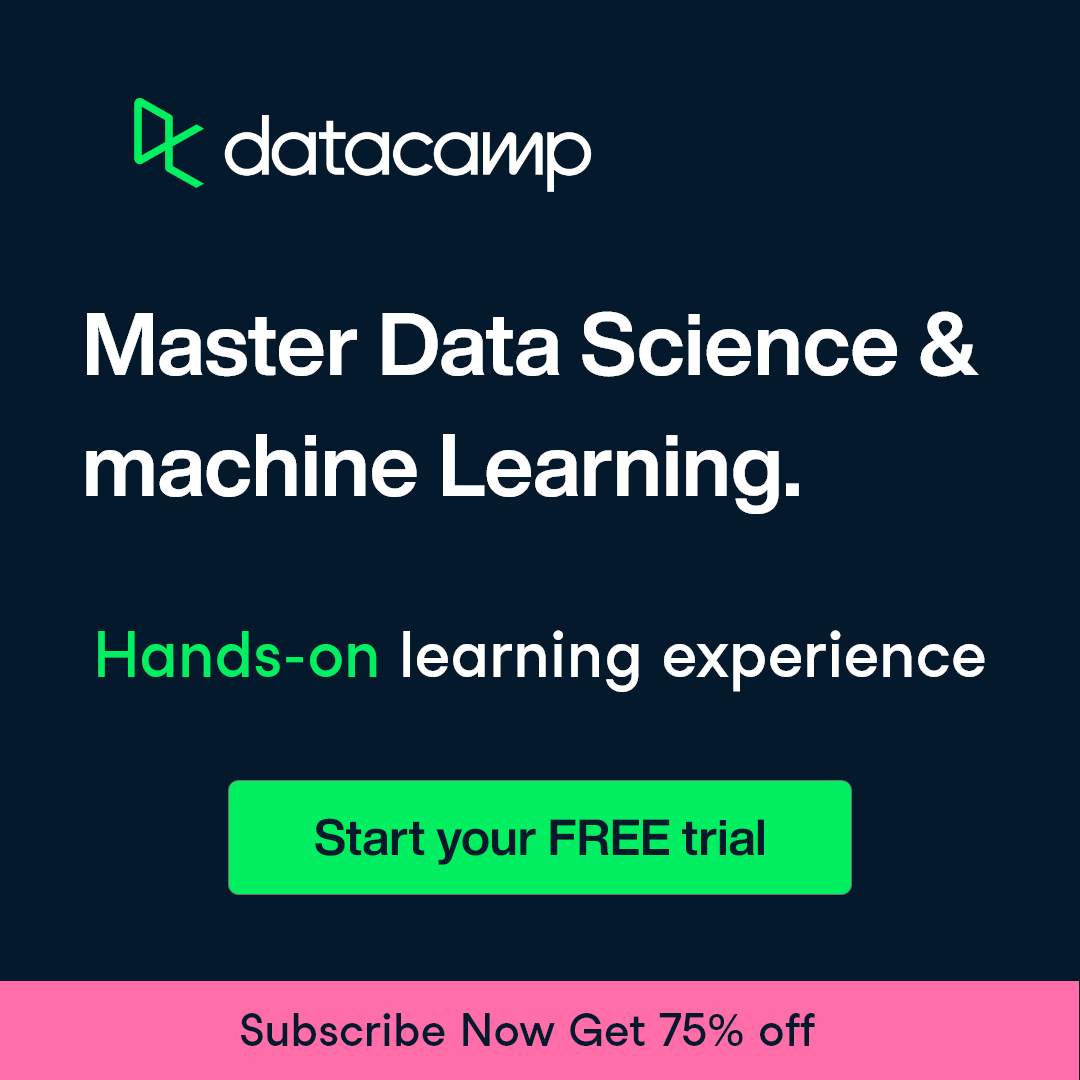 datacamp
Master Data Science &
machine Learning.
Hands-on learning experience
Start your FREE trial
Subscribe Now Get 75% off